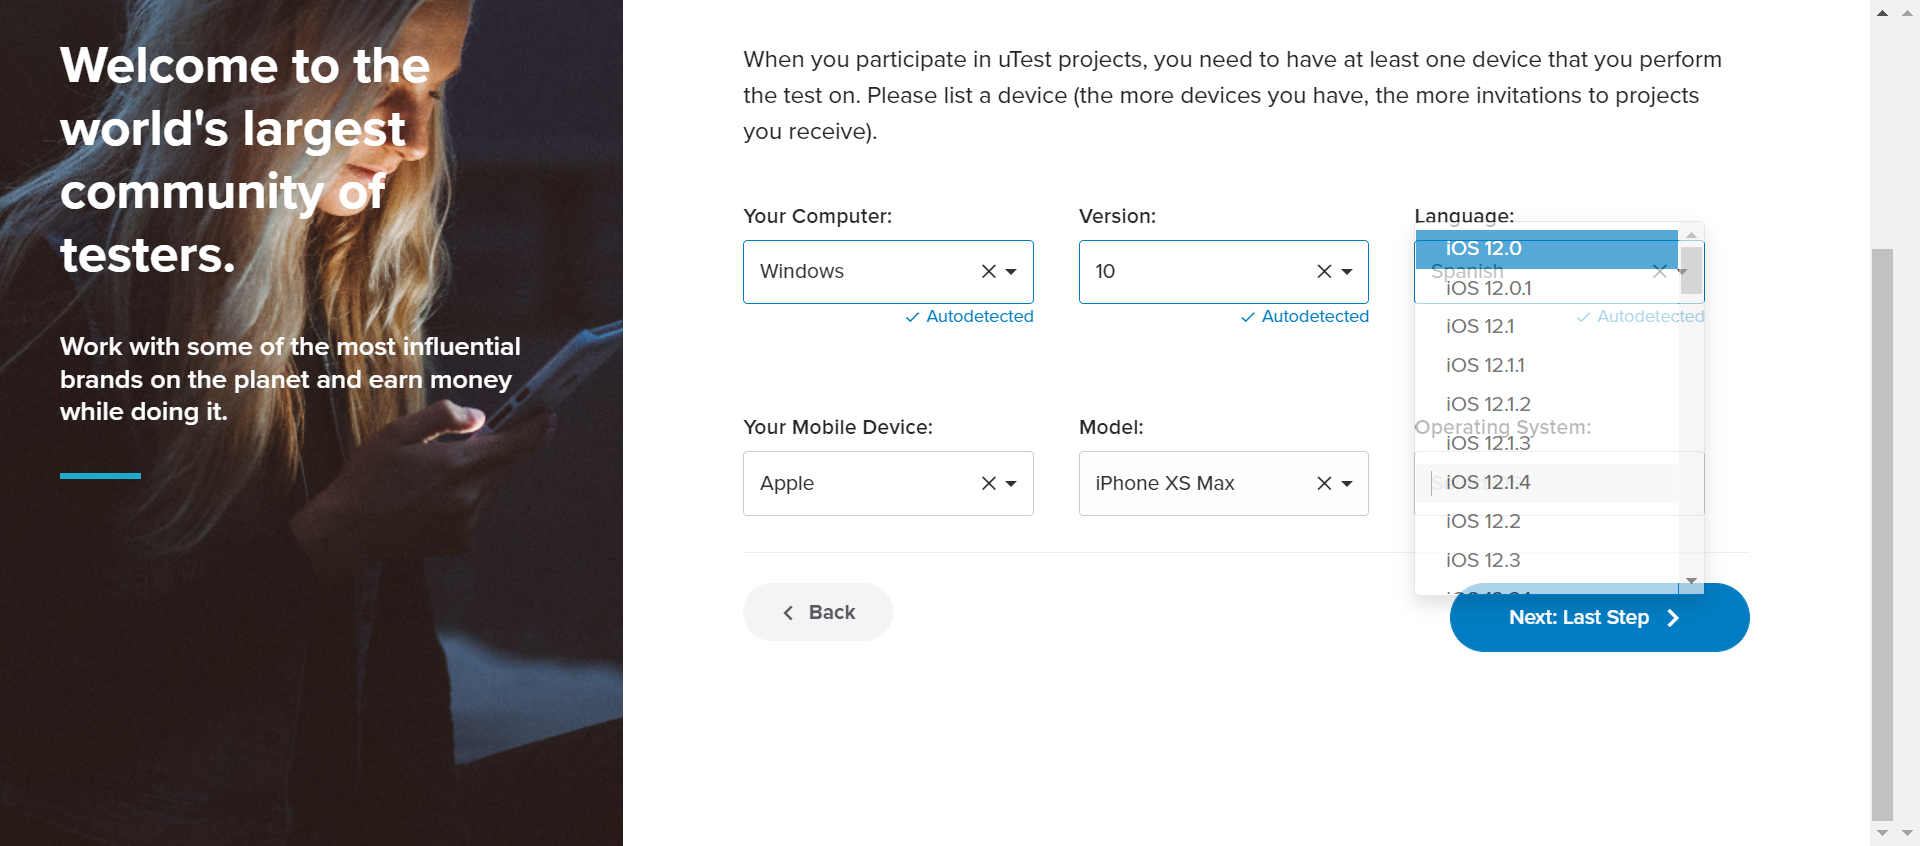 Welcome to the
world's largest
community of
testers.
Work with some of the most influential
brands on the planet and earn money
while doing it.
When you participate in uTest projects, you need to have at least one device that you perform
the test on. Please list a device (the more devices you have, the more invitations to projects
you receive).
Your Computer:
Windows
Autodetected
Version:
10
Autodetected
Language:
Spanish
Autodetected
Your Mobile Device:
Apple
Model:
iPhone XS Max
Operating System:
iOS 12.0
iOS 12.0.1
iOS 12.1
iOS 12.1.1
iOS 12.1.2
iOS 12.1.3
iOS 12.1.4
iOS 12.2
iOS 12.3
Back
Next: Last Step